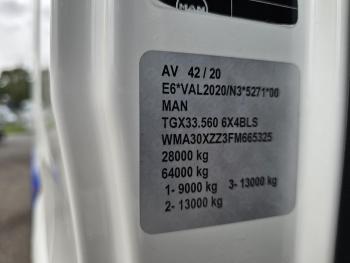 MAN
AV 42 / 20
E6*VAL2020/N3*5271*00
MAN
TGX33.560 6X4BLS
WMA30XZZ3FM665325
28000 kg
64000 kg
1- 9000 kg 3- 13000 kg
2- 13000 kg